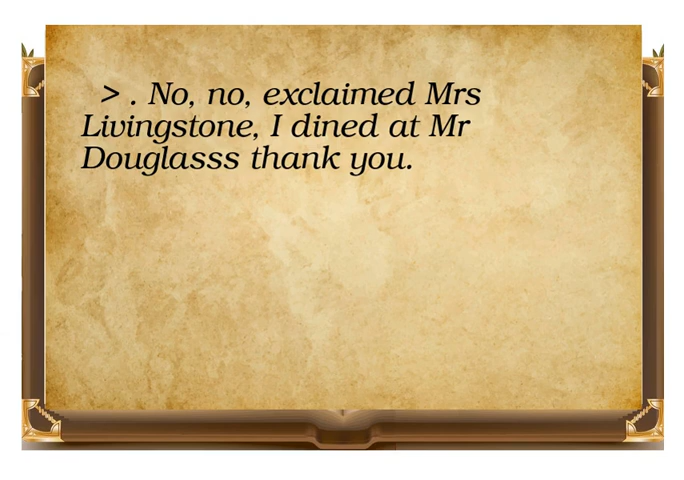 > . No, no, exclaimed Mrs
Livingstone, I dined at Mr
Douglasss thank you.